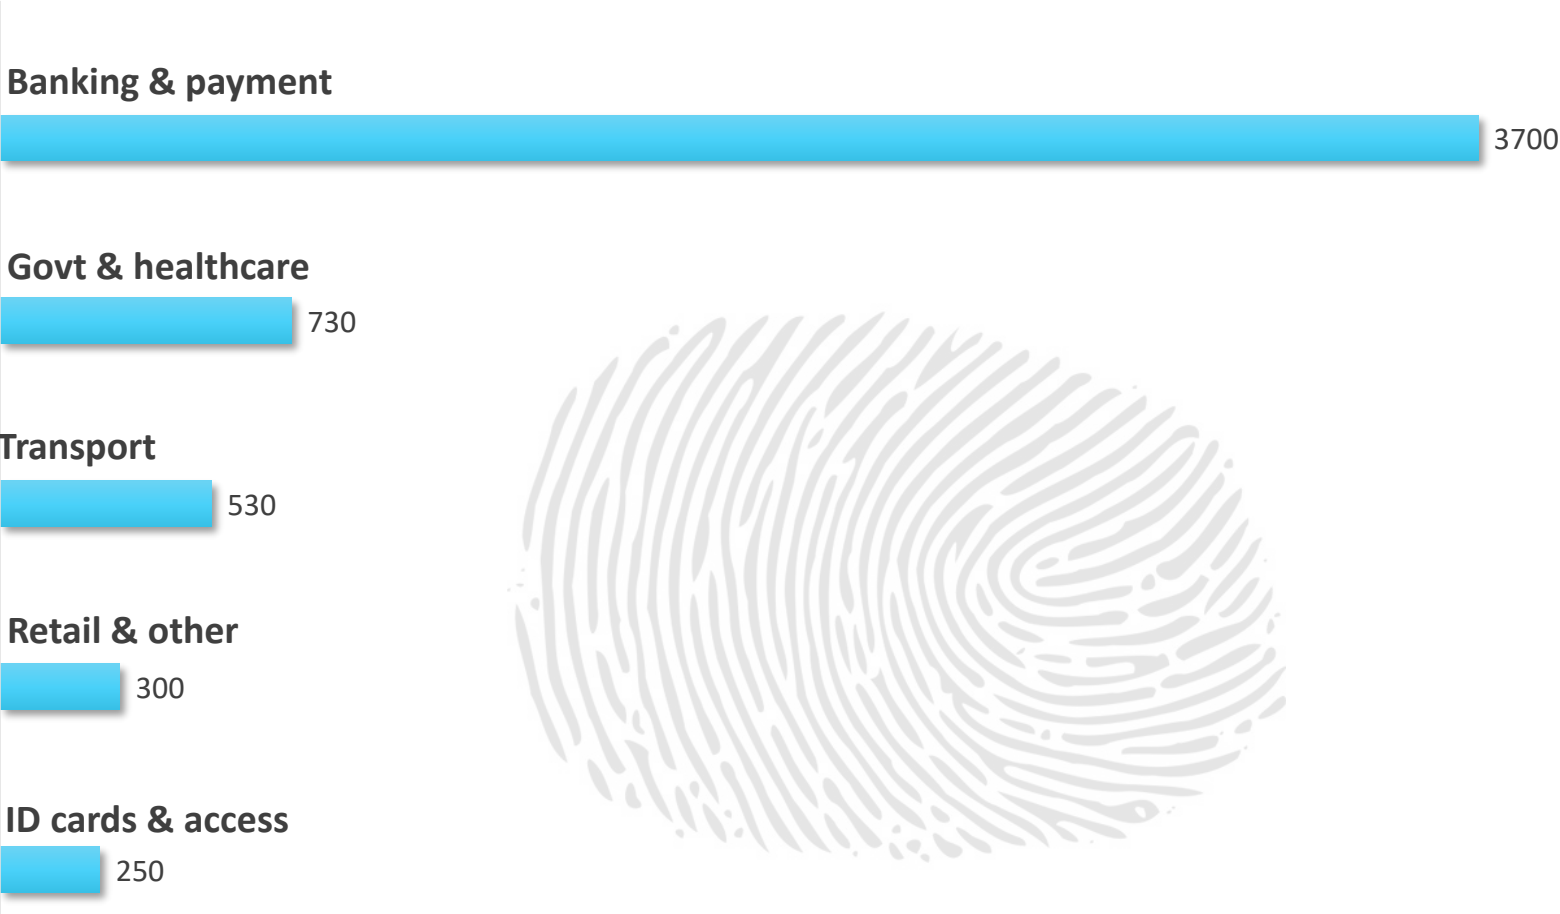 Banking & payment
3700
Govt & healthcare
730
Transport
530
Retail & other
300
ID cards & access
250